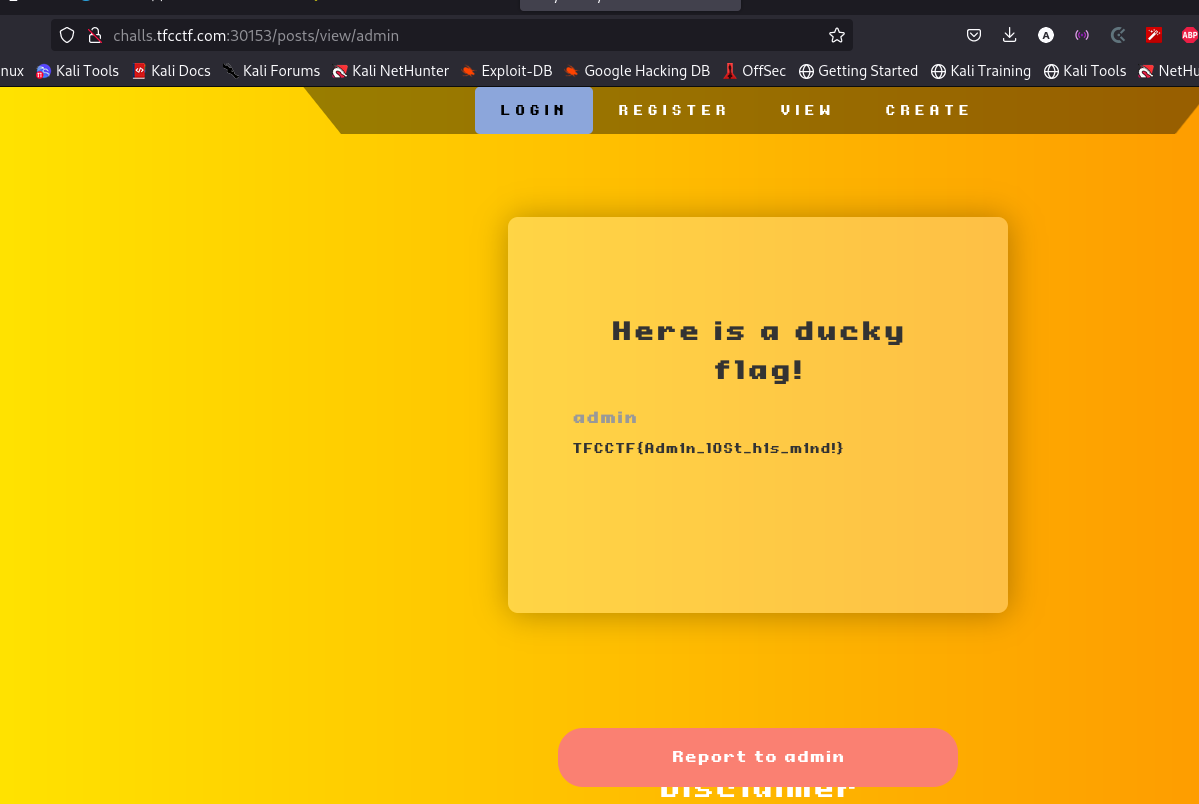 challs.tfcctf.com:30153/posts/view/admin
nux Kali Tools Kali Docs Kali Forums Kali NetHunter Exploit-DB Google Hacking DB OffSec Getting Started Kali Training Kali Tools NetHu
LOGIN REGISTER VIEW CREATE
Here is a ducky
flag!
admin
TFCCTF{Adm1n_l0St_h1s_m1nd!}
Report to admin
Disclaimer